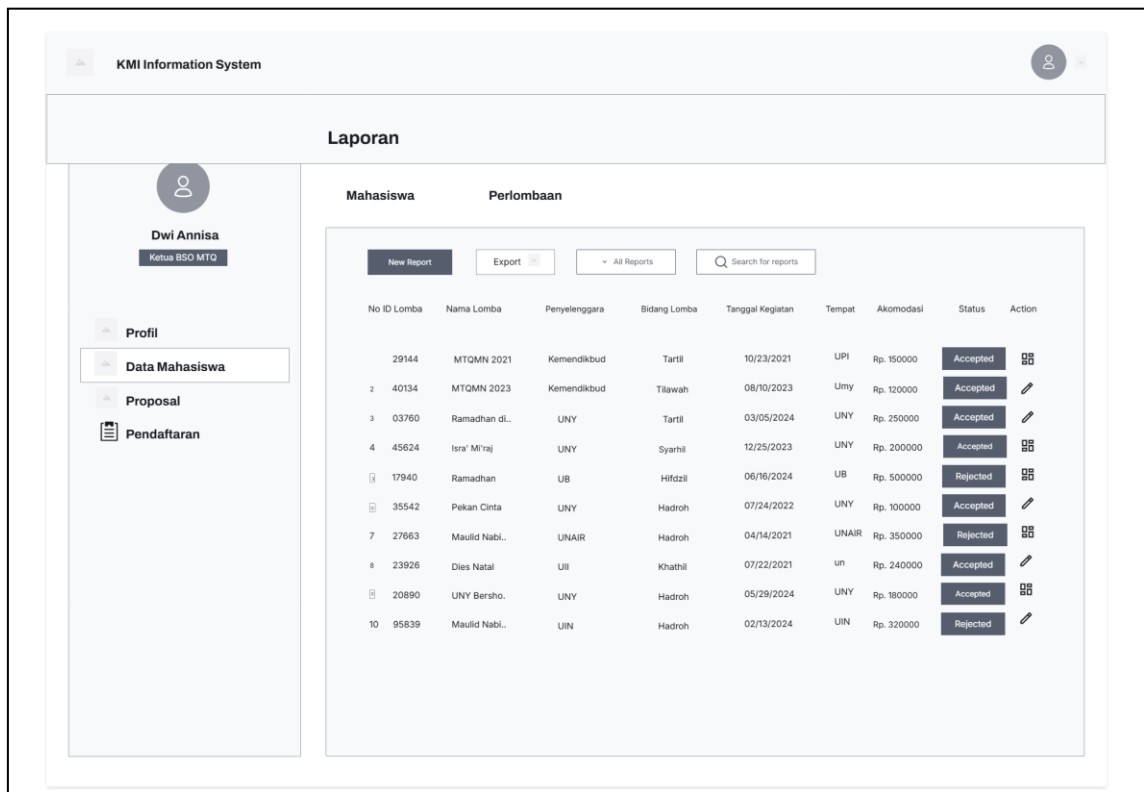 KMI Information System
Laporan
Dwi Annisa
Ketua BSO MTQ
Profil
Data Mahasiswa
Proposal
Pendaftaran
Mahasiswa Perlombaan
New Report Export All Reports Search for reports
No ID Lomba Nama Lomba Penyelenggara Bidang Lomba Tanggal Kegiatan Tempat Akomodasi Status Action
29144 MTQMN 2021 Kemendikbud Tartil 10/23/2021 UPI Rp. 150000 Accepted
2 40134 MTQMN 2023 Kemendikbud Tilawah 08/10/2023 Umy Rp. 120000 Accepted
3 03760 Ramadhan di.. UNY Tartil 03/05/2024 UNY Rp. 250000 Accepted
4 45624 Isra' Mi'raj UNY Syarhil 12/25/2023 UNY Rp. 200000 Accepted
17940 Ramadhan UB Hifdzil 06/16/2024 UB Rp. 500000 Rejected
35542 Pekan Cinta UNY Hadroh 07/24/2022 UNY Rp. 100000 Accepted
7 27663 Maulid Nabi.. UNAIR Hadroh 04/14/2021 UNAIR Rp. 350000 Rejected
8 23926 Dies Natal UII Khathil 07/22/2021 un Rp. 240000 Accepted
20890 UNY Bersho. UNY Hadroh 05/29/2024 UNY Rp. 180000 Accepted
10 95839 Maulid Nabi.. UIN Hadroh 02/13/2024 UIN Rp. 320000 Rejected